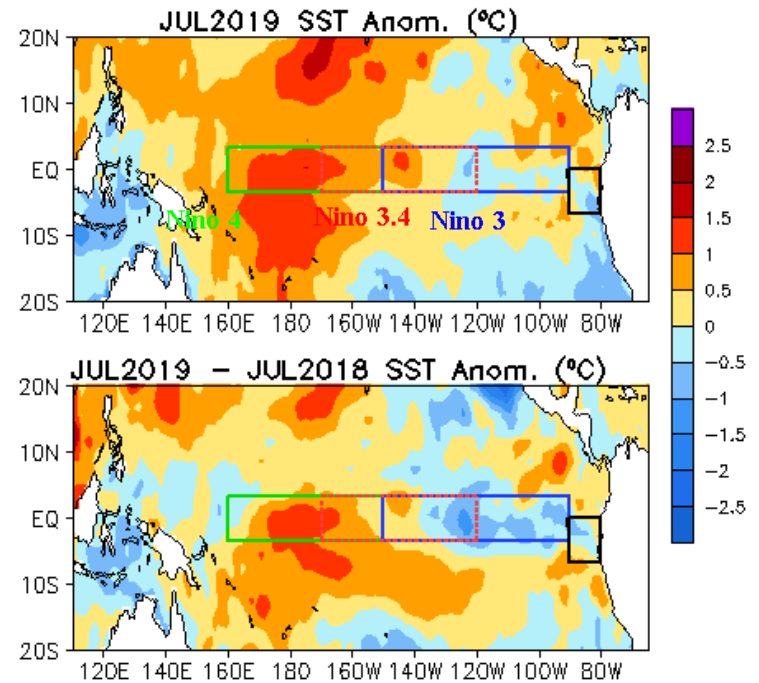 JUL2019 SST Anom. (ºC)
20N
10N
EQ
10S
20S
Nino 4
Nino 3.4
Nino 3
120E 140E 160E 180 160W 140W 120W 100W 80W
2.5
2
1.5
1
0.5
0
−0.5
−1
−1.5
−2
−2.5
JUL2019 − JUL2018 SST Anom. (ºC)
20N
10N
EQ
10S
20S
120E 140E 160E 180 160W 140W 120W 100W 80W